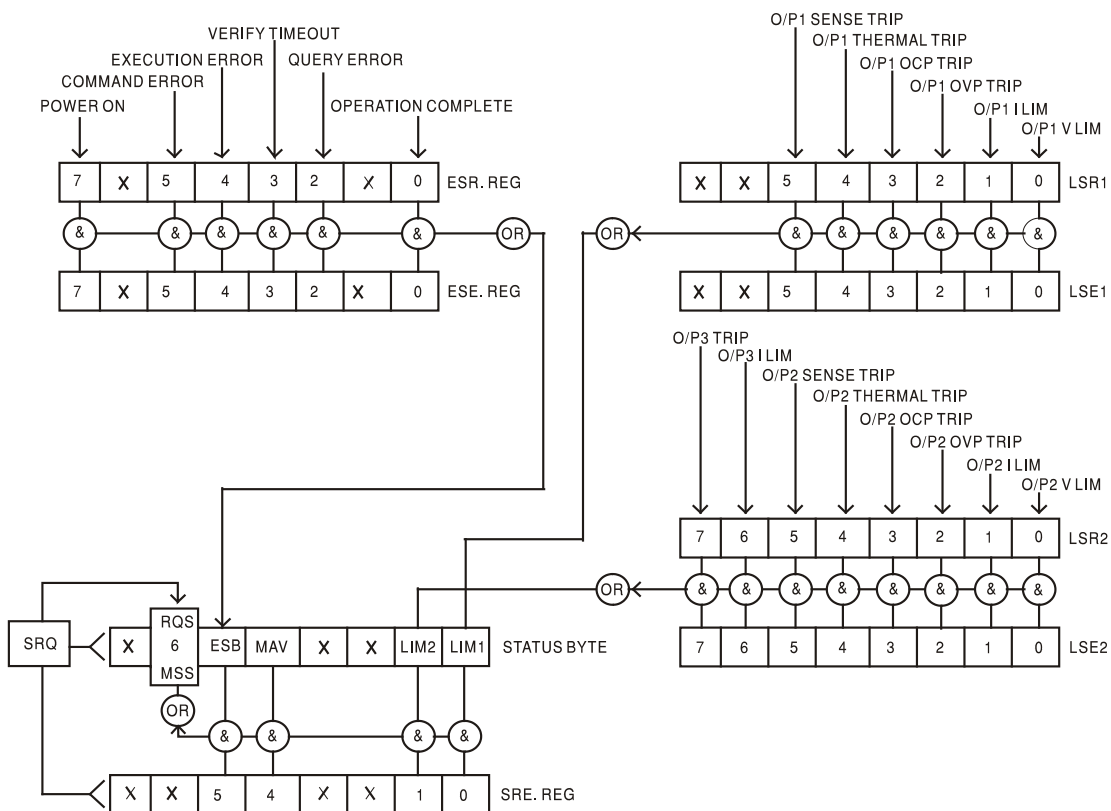 VERIFY TIMEOUT
EXECUTION ERROR QUERY ERROR
COMMAND ERROR
POWER ON OPERATION COMPLETE
7 X 5 4 3 2 X 0 ESR. REG
& & & & & & OR
7 X 5 4 3 2 X 0 ESE. REG
O/P1 SENSE TRIP
O/P1 THERMAL TRIP
O/P1 OCP TRIP
O/P1 OVP TRIP
O/P1 I LIM
O/P1 V LIM
X X 5 4 3 2 1 0 LSR1
OR & & & & & &
X X 5 4 3 2 1 0 LSE1
O/P3 TRIP
O/P3 I LIM
O/P2 SENSE TRIP
O/P2 THERMAL TRIP
O/P2 OCP TRIP
O/P2 OVP TRIP
O/P2 I LIM
O/P2 V LIM
7 6 5 4 3 2 1 0 LSR2
OR & & & & & & & &
7 6 5 4 3 2 1 0 LSE2
RQS
SRQ X 6 ESB MAV X X LIM2 LIM1 STATUS BYTE
MSS
OR
& & & &
X X 5 4 X X 1 0 SRE. REG